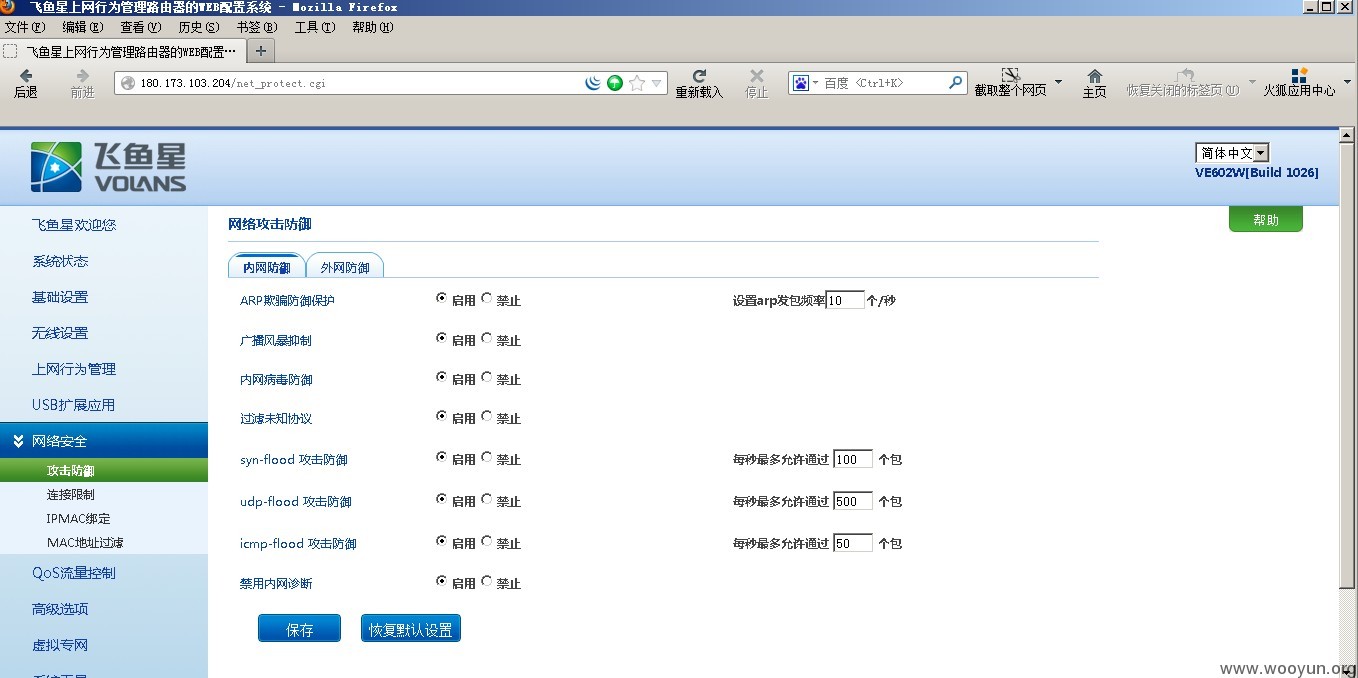 飞鱼星上网行为管理路由器的WEB配置系统 - Mozilla Firefox
文件(F) 编辑(E) 查看(V) 历史(S) 书签(B) 工具(T) 帮助(H)
飞鱼星上网行为管理路由器的WEB配置… +
后退 前进 180.173.103.204/net_protect.cgi 重新载入 停止 百度 <Ctrl+K> 截取整个网页 主页 恢复关闭的标签页(U) 火狐应用中心
飞鱼星
VOLANS
简体中文
VE602W[Build 1026]
帮助
飞鱼星欢迎您
系统状态
基础设置
无线设置
上网行为管理
USB扩展应用
网络安全
攻击防御
连接限制
IPMAC绑定
MAC地址过滤
QoS流量控制
高级选项
虚拟专网
网络攻击防御
内网防御 外网防御
ARP欺骗防御保护 启用 禁止 设置arp发包频率 10 个/秒
广播风暴抑制 启用 禁止
内网病毒防御 启用 禁止
过滤未知协议 启用 禁止
syn-flood 攻击防御 启用 禁止 每秒最多允许通过 100 个包
udp-flood 攻击防御 启用 禁止 每秒最多允许通过 500 个包
icmp-flood 攻击防御 启用 禁止 每秒最多允许通过 50 个包
禁用内网诊断 启用 禁止
保存 恢复默认设置
www.wooyun.org